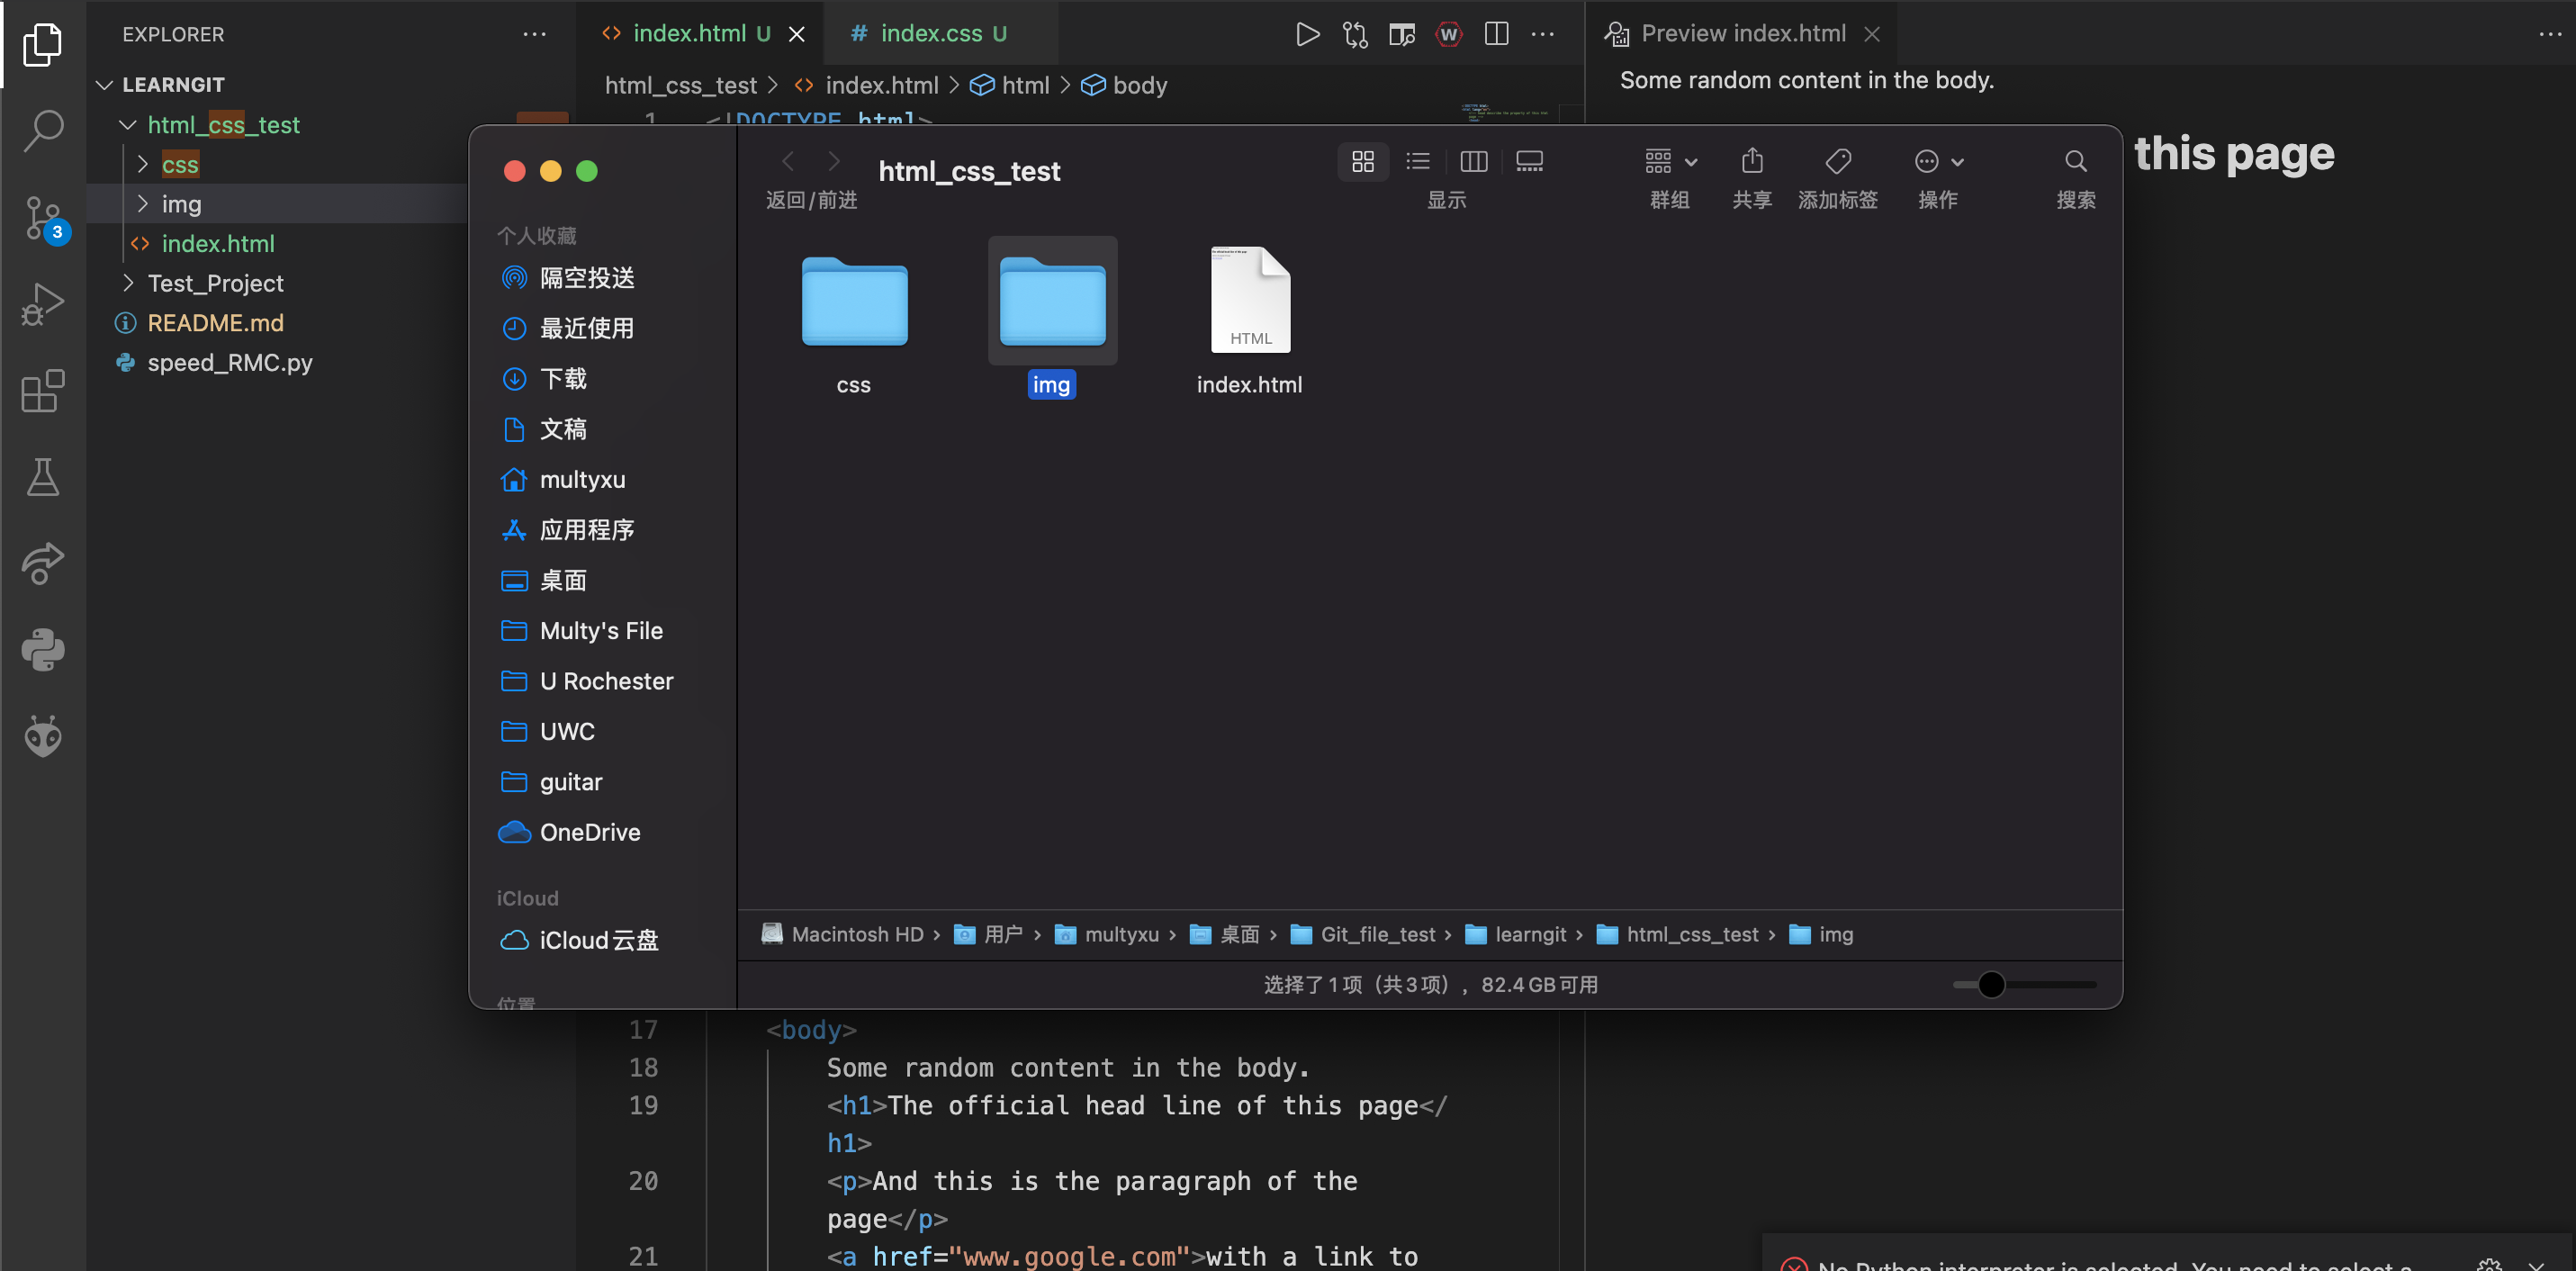 EXPLORER
LEARNGIT
html_css_test
css
img
index.html
Test_Project
README.md
speed_RMC.py
3
index.html U
# index.css U
W
html_css_test > index.html > html > body
1 <!DOCTYPE html>
Preview index.html
Some random content in the body.
this page
html_css_test
返回/前进
显示
群组
共享
添加标签
操作
搜索
个人收藏
隔空投送
最近使用
下载
文稿
multyxu
应用程序
桌面
Multy's File
U Rochester
UWC
guitar
OneDrive
iCloud
iCloud云盘
位置
css
img
HTML
index.html
Macintosh HD › 用户 › multyxu › 桌面 › Git_file_test › learngit › html_css_test › img
选择了1项（共3项），82.4 GB可用
17 <body>
18 Some random content in the body.
19 <h1>The official head line of this page</
h1>
20 <p>And this is the paragraph of the
page</p>
21 <a href="www.google.com">with a link to
No Python interpreter is selected. You need to select a